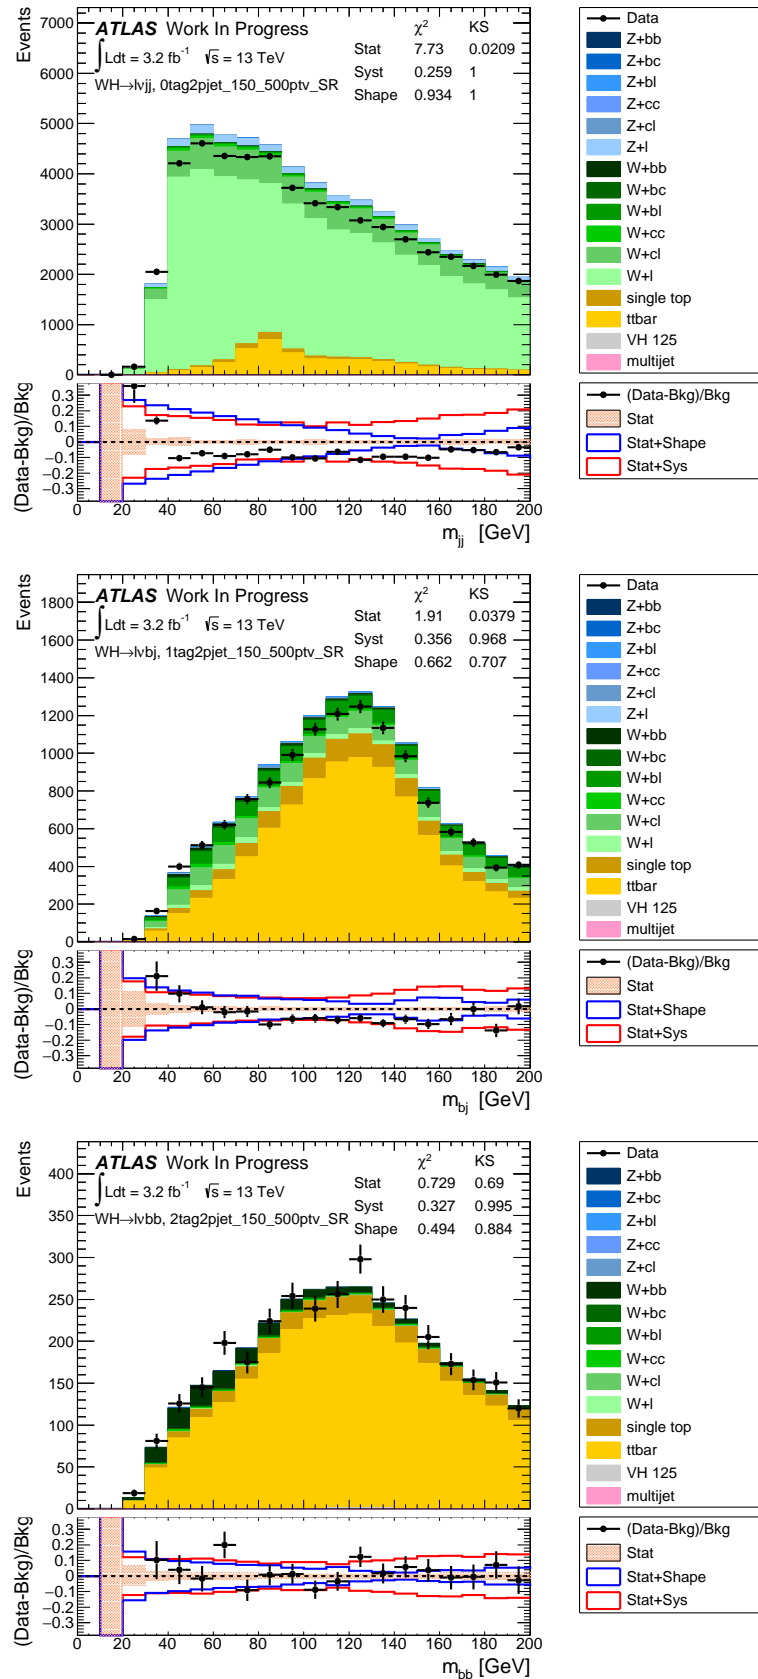 Events
7000
6000
5000
4000
3000
2000
1000
0
ATLAS Work In Progress
∫ Ldt = 3.2 fb⁻¹ √s = 13 TeV
WH→lvjj, 0tag2pjet_150_500ptv_SR
χ² KS
Stat 7.73 0.0209
Syst 0.259 1
Shape 0.934 1
Data
Z+bb
Z+bc
Z+bl
Z+cc
Z+cl
Z+l
W+bb
W+bc
W+bl
W+cc
W+cl
W+l
single top
ttbar
VH 125
multijet
(Data-Bkg)/Bkg
0.3
0.2
0.1
0
−0.1
−0.2
−0.3
0 20 40 60 80 100 120 140 160 180 200
m_jj [GeV]
(Data-Bkg)/Bkg
Stat
Stat+Shape
Stat+Sys
Events
1800
1600
1400
1200
1000
800
600
400
200
0
ATLAS Work In Progress
∫ Ldt = 3.2 fb⁻¹ √s = 13 TeV
WH→lvbj, 1tag2pjet_150_500ptv_SR
χ² KS
Stat 1.91 0.0379
Syst 0.356 0.968
Shape 0.662 0.707
Data
Z+bb
Z+bc
Z+bl
Z+cc
Z+cl
Z+l
W+bb
W+bc
W+bl
W+cc
W+cl
W+l
single top
ttbar
VH 125
multijet
(Data-Bkg)/Bkg
0.3
0.2
0.1
0
−0.1
−0.2
−0.3
0 20 40 60 80 100 120 140 160 180 200
m_bj [GeV]
(Data-Bkg)/Bkg
Stat
Stat+Shape
Stat+Sys
Events
400
350
300
250
200
150
100
50
0
ATLAS Work In Progress
∫ Ldt = 3.2 fb⁻¹ √s = 13 TeV
WH→lvbb, 2tag2pjet_150_500ptv_SR
χ² KS
Stat 0.729 0.69
Syst 0.327 0.995
Shape 0.494 0.884
Data
Z+bb
Z+bc
Z+bl
Z+cc
Z+cl
W+bb
W+bc
W+bl
W+cc
W+cl
W+l
single top
ttbar
VH 125
multijet
(Data-Bkg)/Bkg
0.3
0.2
0.1
0
−0.1
−0.2
−0.3
0 20 40 60 80 100 120 140 160 180 200
m_bb [GeV]
(Data-Bkg)/Bkg
Stat
Stat+Shape
Stat+Sys